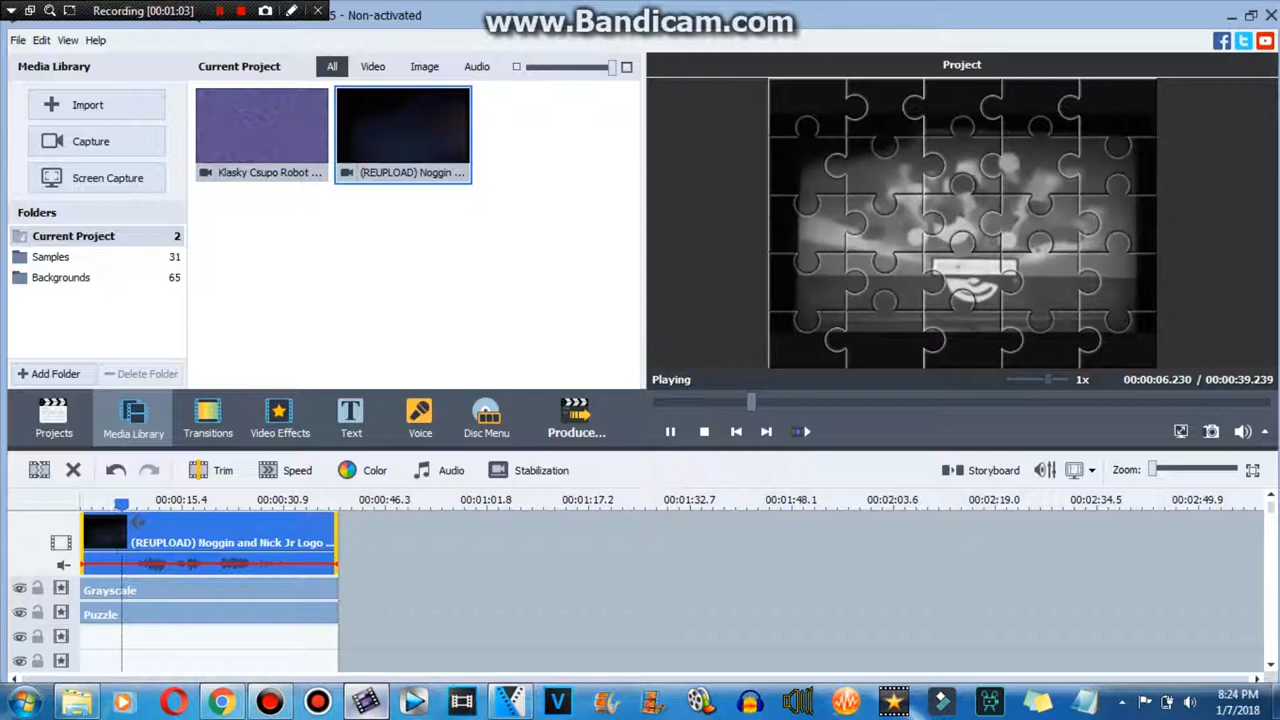 Recording [00:01:03]
5 - Non-activated
www.Bandicam.com
File Edit View Help
Media Library
Import
Capture
Screen Capture
Folders
Current Project 2
Samples 31
Backgrounds 65
Add Folder
Delete Folder
Current Project
All Video Image Audio
Klasky Csupo Robot ...
(REUPLOAD) Noggin ...
Project
Playing
1x
00:00:06.230 / 00:00:39.239
Projects
Media Library
Transitions
Video Effects
Text
Voice
Disc Menu
Produce...
Trim
Speed
Color
Audio
Stabilization
Storyboard
Zoom:
00:00:15.4 00:00:30.9 00:00:46.3 00:01:01.8 00:01:17.2 00:01:32.7 00:01:48.1 00:02:03.6 00:02:19.0 00:02:34.5 00:02:49.9
(REUPLOAD) Noggin and Nick Jr Logo ...
Grayscale
Puzzle
8:24 PM
1/7/2018